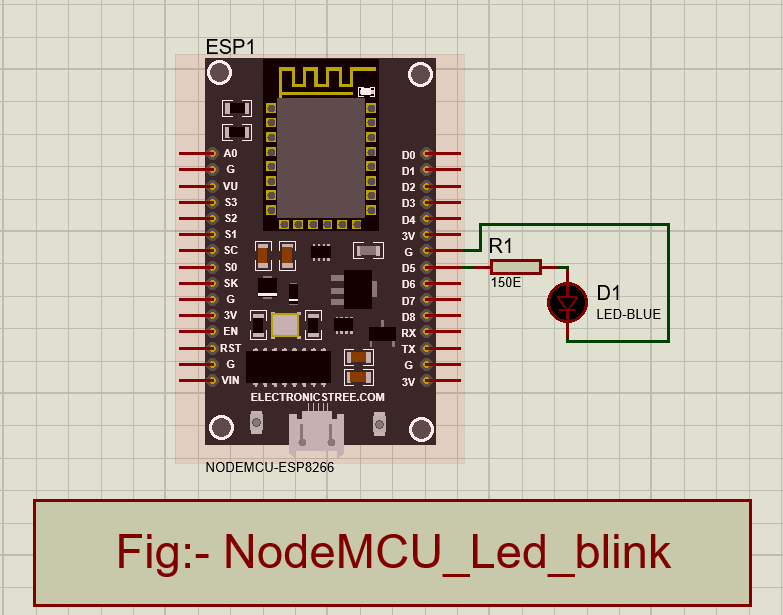 ESP1
A0
G
VU
S3
S2
S1
SC
S0
SK
G
3V
EN
RST
G
VIN
D0
D1
D2
D3
D4
3V
G
D5
D6
D7
D8
RX
TX
G
3V
ELECTRONICSTREE.COM
NODEMCU-ESP8266
R1
150E
D1
LED-BLUE
Fig:- NodeMCU_Led_blink